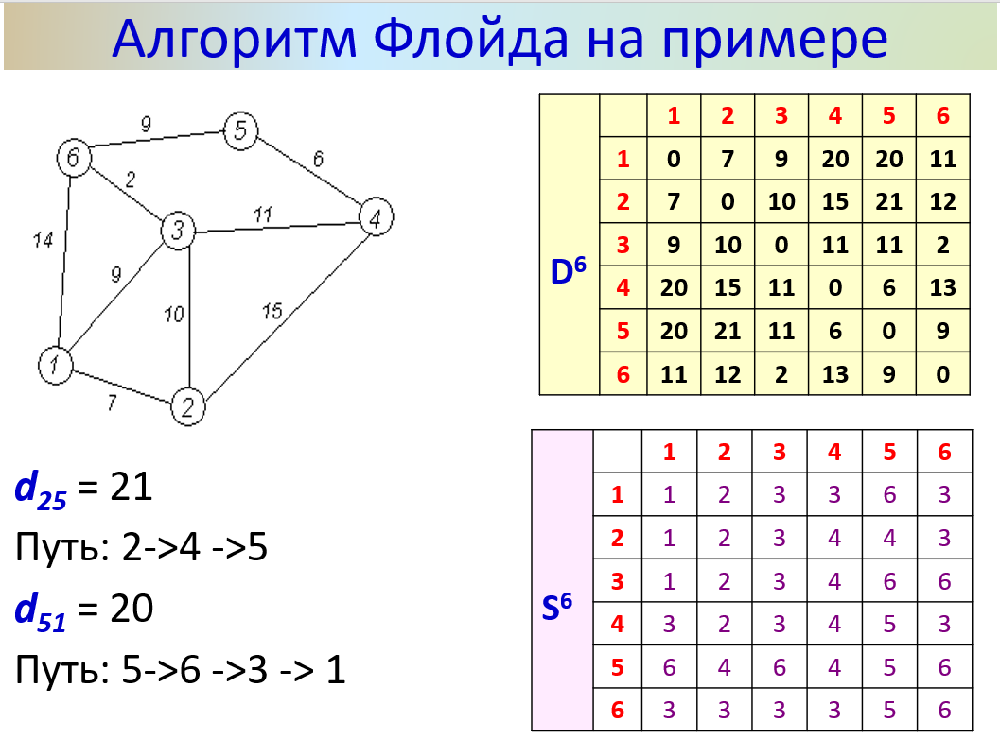 Алгоритм Флойда на примере
9
5
6
6
2
3
11
4
14
9
10
15
1
7
2
D6
1 2 3 4 5 6
1 0 7 9 20 20 11
2 7 0 10 15 21 12
3 9 10 0 11 11 2
4 20 15 11 0 6 13
5 20 21 11 6 0 9
6 11 12 2 13 9 0
d25 = 21
Путь: 2->4 ->5
d51 = 20
Путь: 5->6 ->3 -> 1
S6
1 2 3 4 5 6
1 1 2 3 3 6 3
2 1 2 3 4 4 3
3 1 2 3 4 6 6
4 3 2 3 4 5 3
5 6 4 6 4 5 6
6 3 3 3 3 5 6